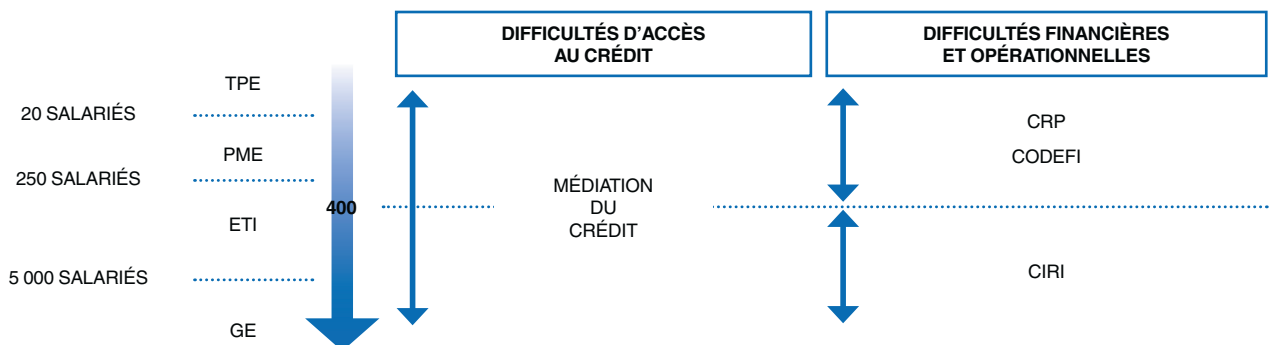 DIFFICULTÉS D'ACCÈS
AU CRÉDIT
DIFFICULTÉS FINANCIÈRES
ET OPÉRATIONNELLES
TPE
20 SALARIÉS
PME
250 SALARIÉS
400
ETI
5 000 SALARIÉS
GE
MÉDIATION
DU
CRÉDIT
CRP
CODEFI
CIRI